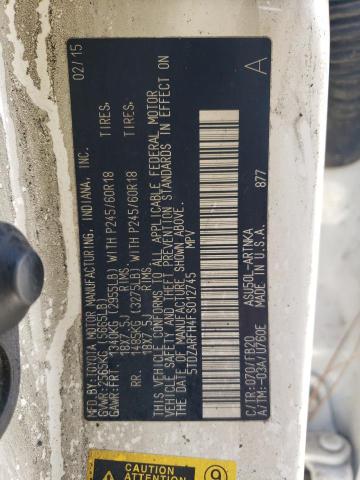 MFD.BY:TOYOTA MOTOR MANUFACTURING, INDIANA, INC. 02/15
GVWR:2565KG(5655LB)
GAWR:FRT. 1340KG(2955LB) WITH P245/60R18 TIRES,
18X7.5J RIMS.
RR. 1485KG(3275LB) WITH P245/60R18 TIRES,
18X7.5J RIMS.
THIS VEHICLE CONFORMS TO ALL APPLICABLE FEDERAL MOTOR
VEHICLE SAFETY AND THEFT PREVENTION STANDARDS IN EFFECT
ON THE DATE OF MANUFACTURE SHOWN ABOVE.
5TDZARFH4FS012745 MPV
A
C/TR:070/FB20 ASU50L-ARTNKA 877
A/TM:-03A/U760E MADE IN U.S.A.
CAUTION
ATTENTION